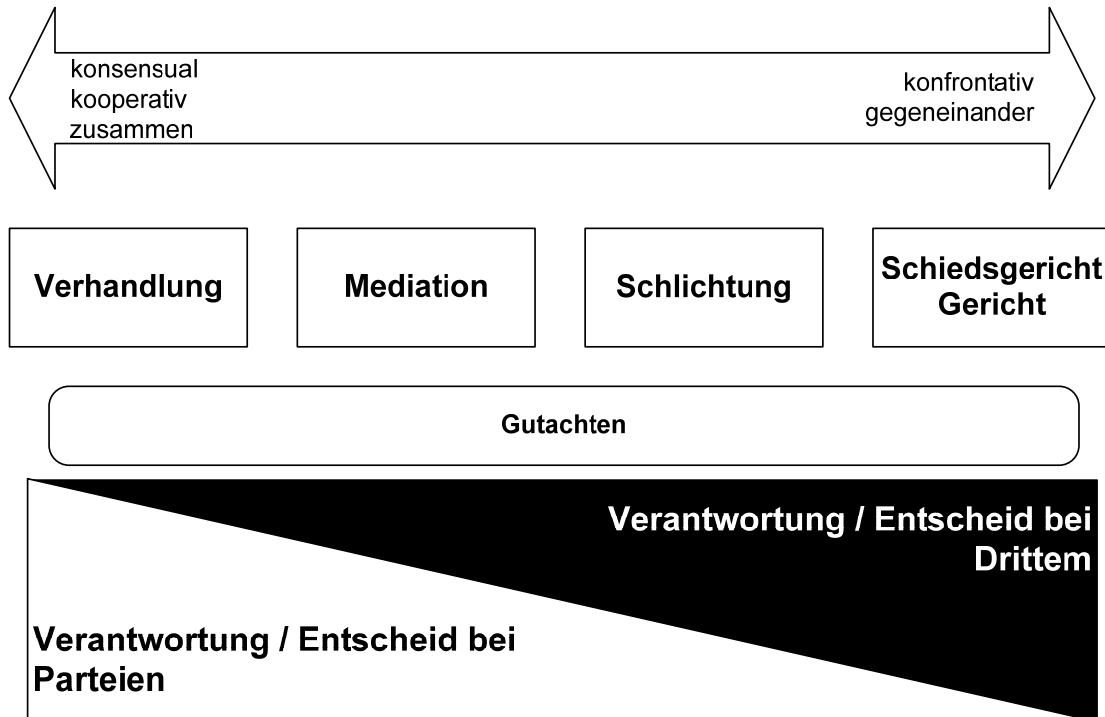 konsensual
kooperativ
zusammen
konfrontativ
gegeneinander
Verhandlung
Mediation
Schlichtung
Schiedsgericht
Gericht
Gutachten
Verantwortung / Entscheid bei
Drittem
Verantwortung / Entscheid bei
Parteien